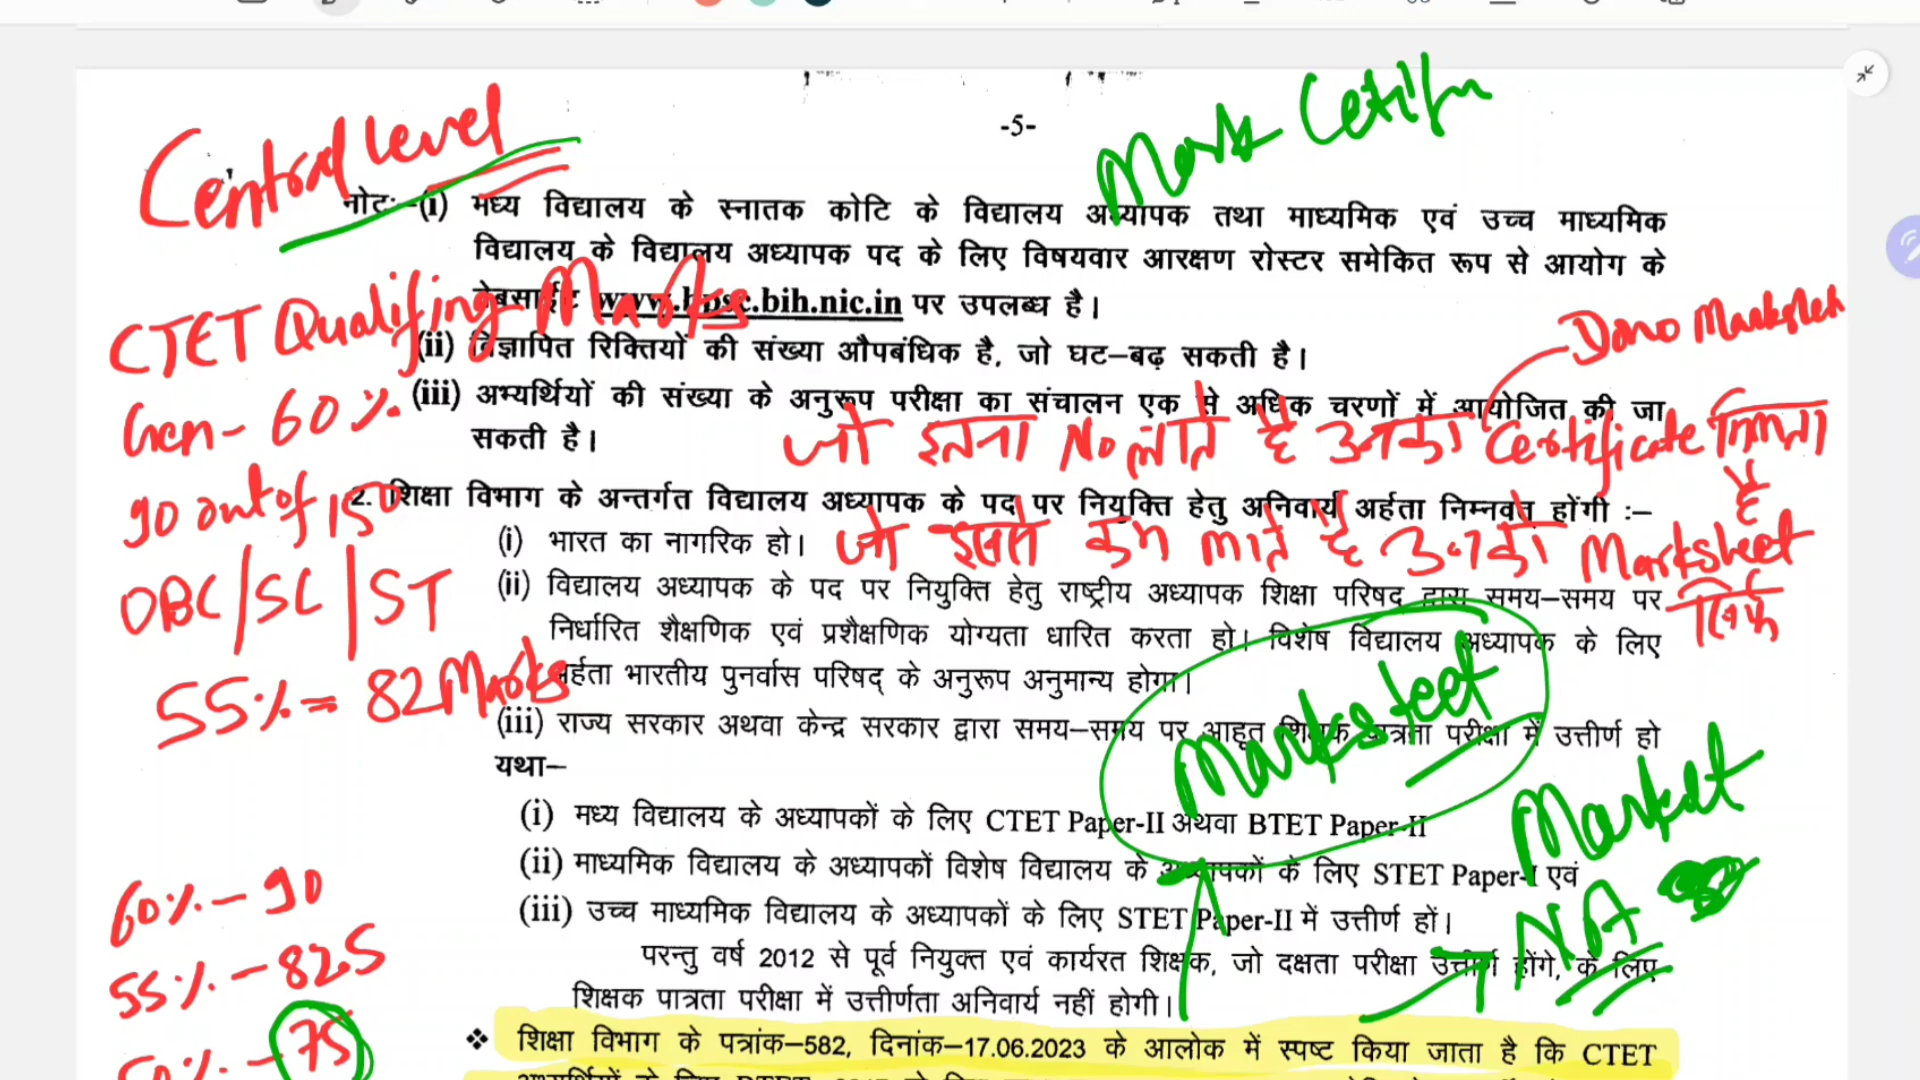 -5-
Central level
Marks
नोटः-(i) मध्य विद्यालय के स्नातक कोटि के विद्यालय अध्यापक तथा माध्यमिक एवं उच्च माध्यमिक
विद्यालय के विद्यालय अध्यापक पद के लिए विषयवार आरक्षण रोस्टर समेकित रूप से आयोग के
वेबसाईट www.bpsc.bih.nic.in पर उपलब्ध है।
CTET Qualifing Marks
(ii) विज्ञापित रिक्तियों की संख्या औपबंधिक है, जो घट–बढ़ सकती है।
Dono
(iii) अभ्यर्थियों की संख्या के अनुरूप परीक्षा का संचालन एक से अधिक चरणों में आयोजित की जा
सकती है।
Gen- 60%
जो इतना No लाते है उनका Certificate मिलता है
90 out of 150
2. शिक्षा विभाग के अन्तर्गत विद्यालय अध्यापक के पद पर नियुक्ति हेतु अनिवार्य अर्हता निम्नवत होंगी :–
(i) भारत का नागरिक हो।
जो इससे कम लाते है उनको Marksheet सिर्फ
OBC/SC/ST
(ii) विद्यालय अध्यापक के पद पर नियुक्ति हेतु राष्ट्रीय अध्यापक शिक्षा परिषद द्वारा समय–समय पर
निर्धारित शैक्षणिक एवं प्रशैक्षणिक योग्यता धारित करता हो। विशेष विद्यालय अध्यापक के लिए
अर्हता भारतीय पुनर्वास परिषद् के अनुरूप अनुमान्य होगा।
55% = 82 Marks
(iii) राज्य सरकार अथवा केन्द्र सरकार द्वारा समय–समय पर आहूत शिक्षक पात्रता परीक्षा में उत्तीर्ण हो
यथा–
(i) मध्य विद्यालय के अध्यापकों के लिए CTET Paper-II अथवा BTET Paper-II
(ii) माध्यमिक विद्यालय के अध्यापकों विशेष विद्यालय के अध्यापकों के लिए STET Paper-I एवं
(iii) उच्च माध्यमिक विद्यालय के अध्यापकों के लिए STET Paper-II में उत्तीर्ण हों।
60% - 90
NA
परन्तु वर्ष 2012 से पूर्व नियुक्त एवं कार्यरत शिक्षक, जो दक्षता परीक्षा उत्तीर्ण होंगे, के लिए
शिक्षक पात्रता परीक्षा में उत्तीर्णता अनिवार्य नहीं होगी।
55% - 82.5
75
❖ शिक्षा विभाग के पत्रांक–582, दिनांक–17.06.2023 के आलोक में स्पष्ट किया जाता है कि CTET